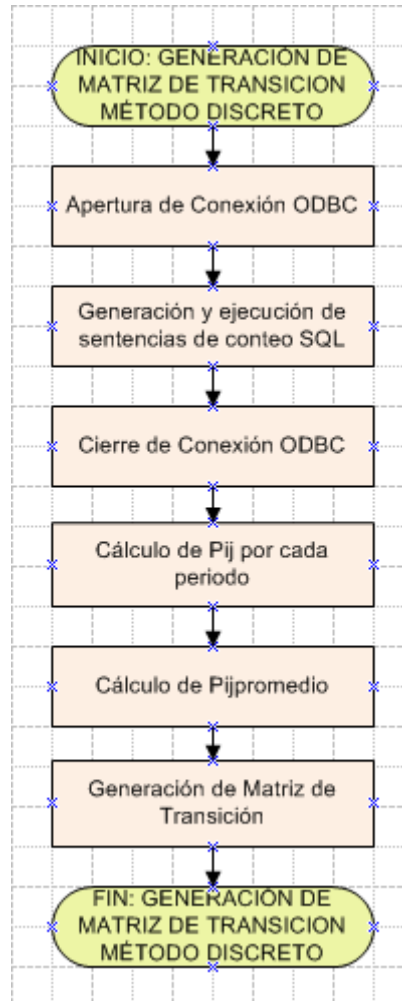 INICIO: GENERACIÓN DE
MATRIZ DE TRANSICION
MÉTODO DISCRETO
Apertura de Conexión ODBC
Generación y ejecución de
sentencias de conteo SQL
Cierre de Conexión ODBC
Cálculo de Pij por cada
periodo
Cálculo de Pijpromedio
Generación de Matriz de
Transición
FIN: GENERACIÓN DE
MATRIZ DE TRANSICION
MÉTODO DISCRETO